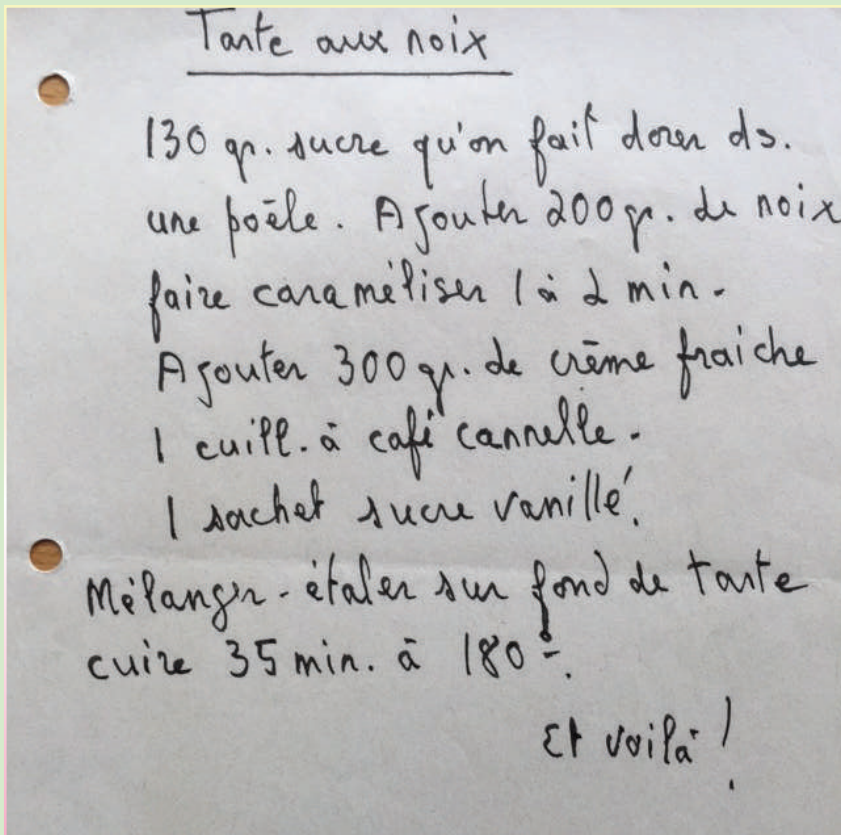 Tarte aux noix
130 gr. sucre qu'on fait dorer ds.
une poêle. Ajouter 200 gr. de noix
faire caraméliser 1 à 2 min.
Ajouter 300 gr. de crème fraiche
1 cuill. à café cannelle.
1 sachet sucre vanillé.
Mélanger - étaler sur fond de tarte
cuire 35 min. à 180°.
Et voilà !